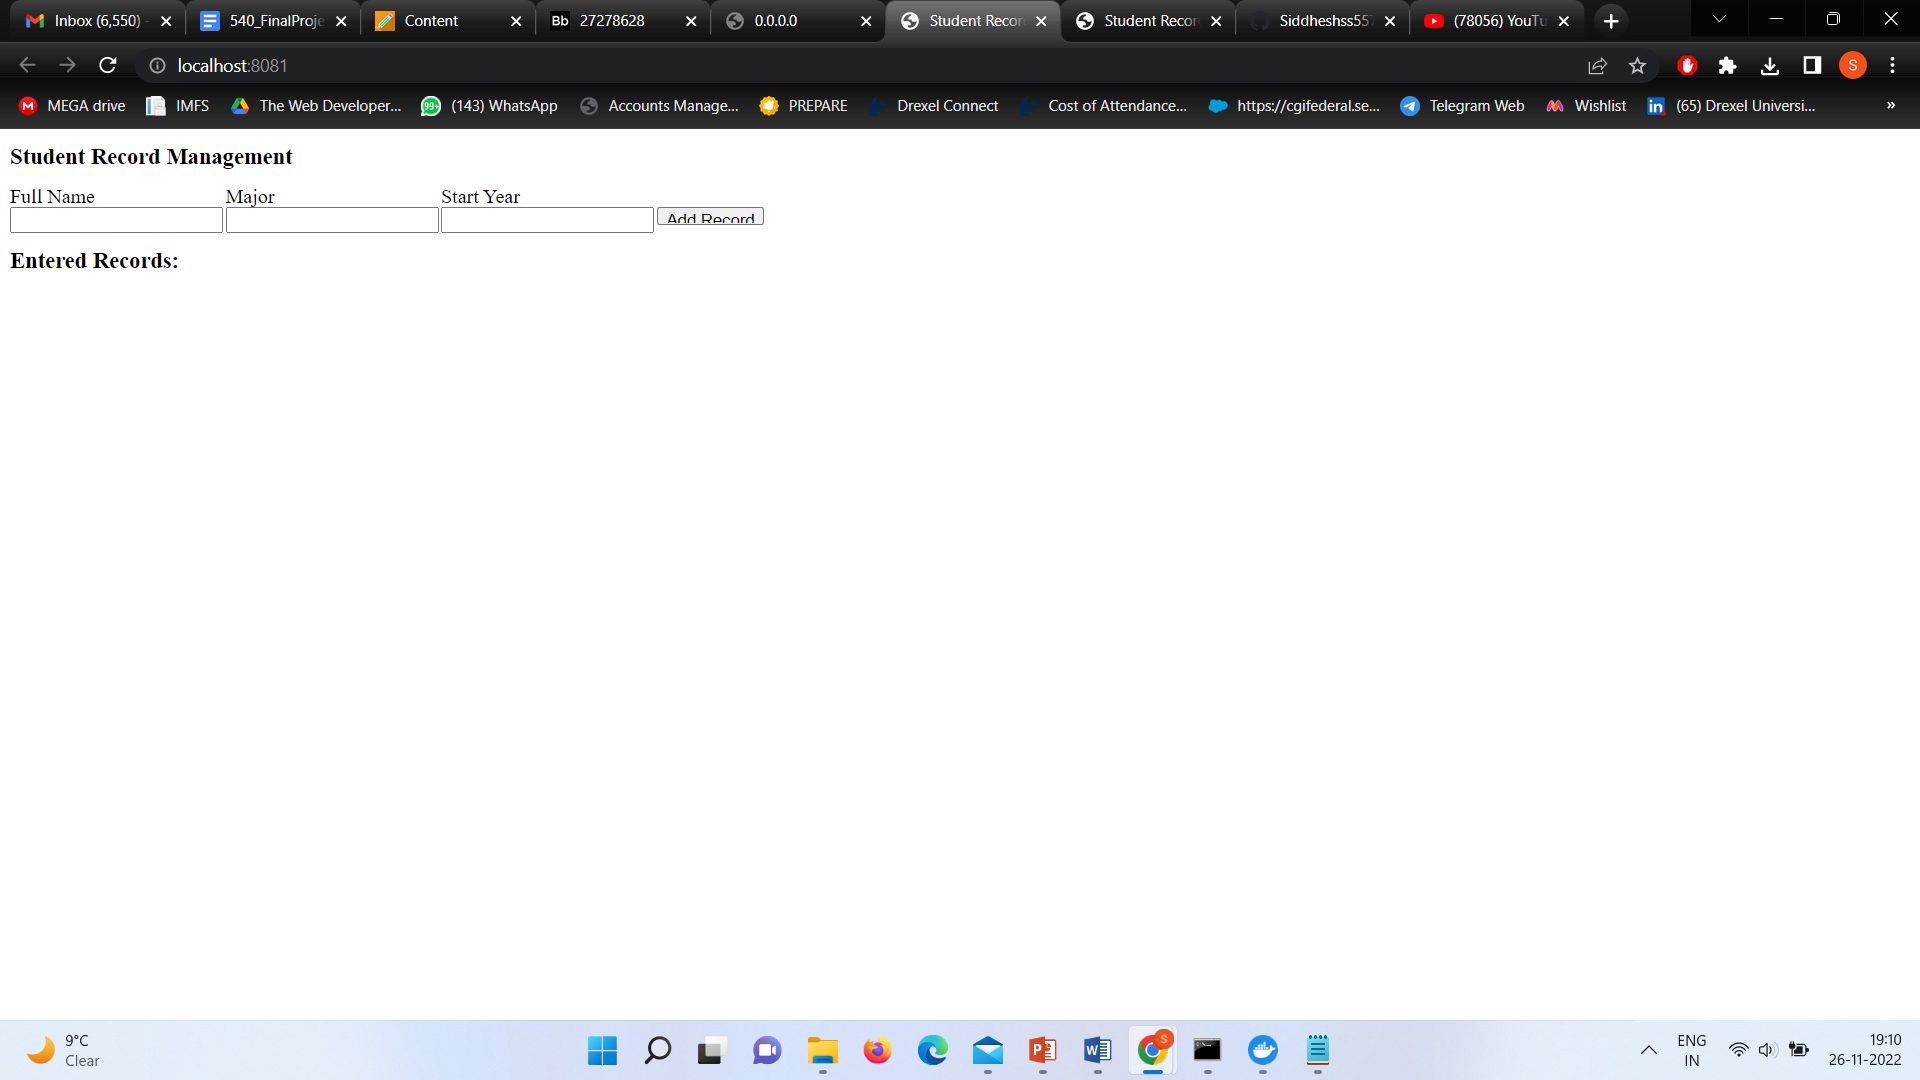 Inbox (6,550) 540_FinalProje Content Bb 27278628 0.0.0.0 Student Recor Student Recor Siddheshss557 (78056) YouTu
localhost:8081 S
MEGA drive IMFS The Web Developer... 99+ (143) WhatsApp Accounts Manage... PREPARE Drexel Connect Cost of Attendance... https://cgifederal.se... Telegram Web Wishlist in (65) Drexel Universi... »
Student Record Management
Full Name Major Start Year
Add Record
Entered Records:
9°C
Clear
S
ENG
IN
19:10
26-11-2022